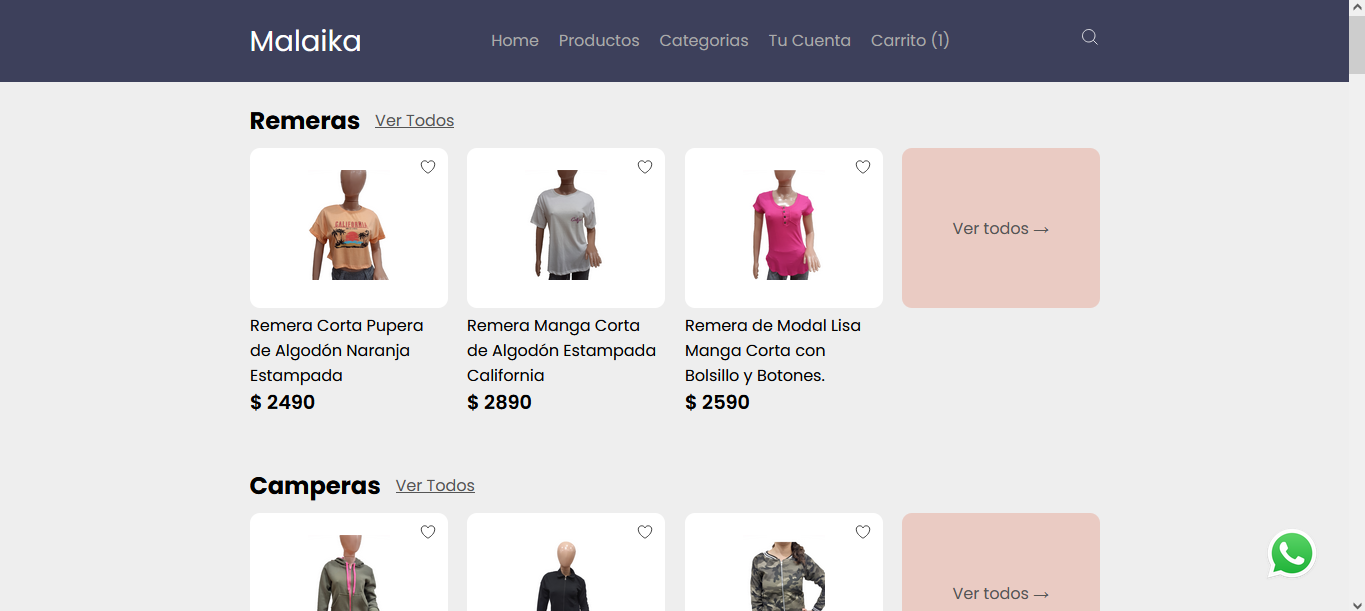 Malaika
Home Productos Categorias Tu Cuenta Carrito (1)
Remeras Ver Todos
CALIFORNIA
Ver todos →
Remera Corta Pupera
de Algodón Naranja
Estampada
$ 2490
Remera Manga Corta
de Algodón Estampada
California
$ 2890
Remera de Modal Lisa
Manga Corta con
Bolsillo y Botones.
$ 2590
Camperas Ver Todos
Ver todos →